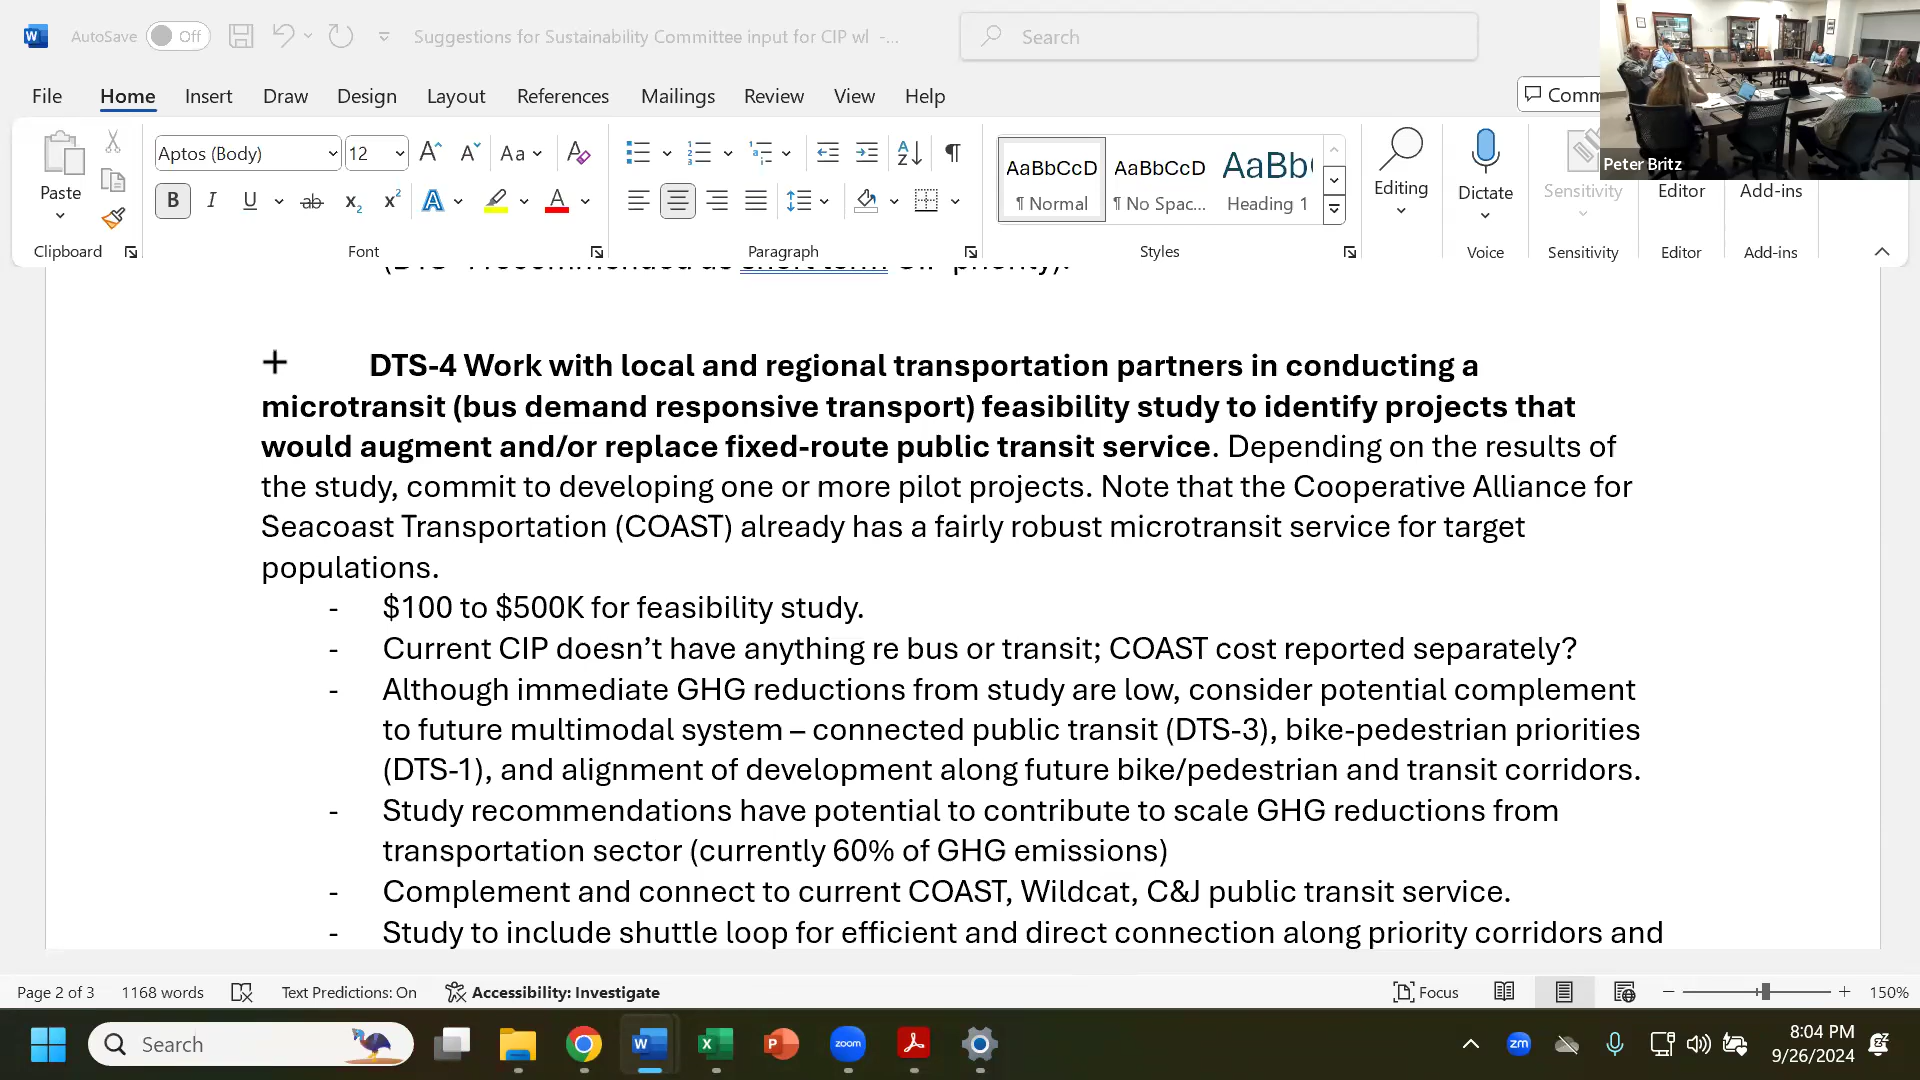 AutoSave Off Suggestions for Sustainability Committee input for CIP wl -... Search
File Home Insert Draw Design Layout References Mailings Review View Help Comm
Peter Britz
Paste Aptos (Body) 12 Aa AaBbCcD AaBbCcD AaBb Editing Dictate Sensitivity Editor Add-ins
B I U ab x2 x2 A A ¶ Normal ¶ No Spac... Heading 1
Clipboard Font Paragraph Styles Voice Sensitivity Editor Add-ins
+ DTS-4 Work with local and regional transportation partners in conducting a
microtransit (bus demand responsive transport) feasibility study to identify projects that
would augment and/or replace fixed-route public transit service. Depending on the results of
the study, commit to developing one or more pilot projects. Note that the Cooperative Alliance for
Seacoast Transportation (COAST) already has a fairly robust microtransit service for target
populations.
- $100 to $500K for feasibility study.
- Current CIP doesn’t have anything re bus or transit; COAST cost reported separately?
- Although immediate GHG reductions from study are low, consider potential complement
to future multimodal system – connected public transit (DTS-3), bike-pedestrian priorities
(DTS-1), and alignment of development along future bike/pedestrian and transit corridors.
- Study recommendations have potential to contribute to scale GHG reductions from
transportation sector (currently 60% of GHG emissions)
- Complement and connect to current COAST, Wildcat, C&J public transit service.
- Study to include shuttle loop for efficient and direct connection along priority corridors and
Page 2 of 3 1168 words Text Predictions: On Accessibility: Investigate Focus 150%
Search zoom zm 8:04 PM
9/26/2024